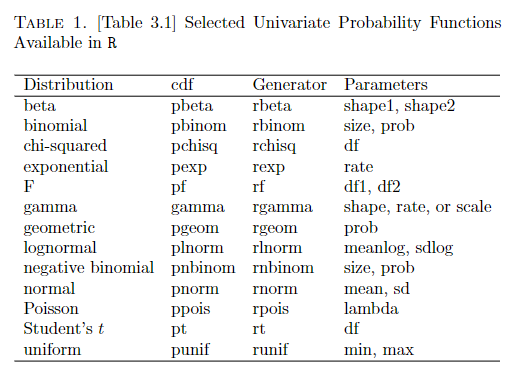 TABLE 1. [Table 3.1] Selected Univariate Probability Functions
Available in R
Distribution cdf Generator Parameters
beta pbeta rbeta shape1, shape2
binomial pbinom rbinom size, prob
chi-squared pchisq rchisq df
exponential pexp rexp rate
F pf rf df1, df2
gamma gamma rgamma shape, rate, or scale
geometric pgeom rgeom prob
lognormal plnorm rlnorm meanlog, sdlog
negative binomial pnbinom rnbinom size, prob
normal pnorm rnorm mean, sd
Poisson ppois rpois lambda
Student's t pt rt df
uniform punif runif min, max